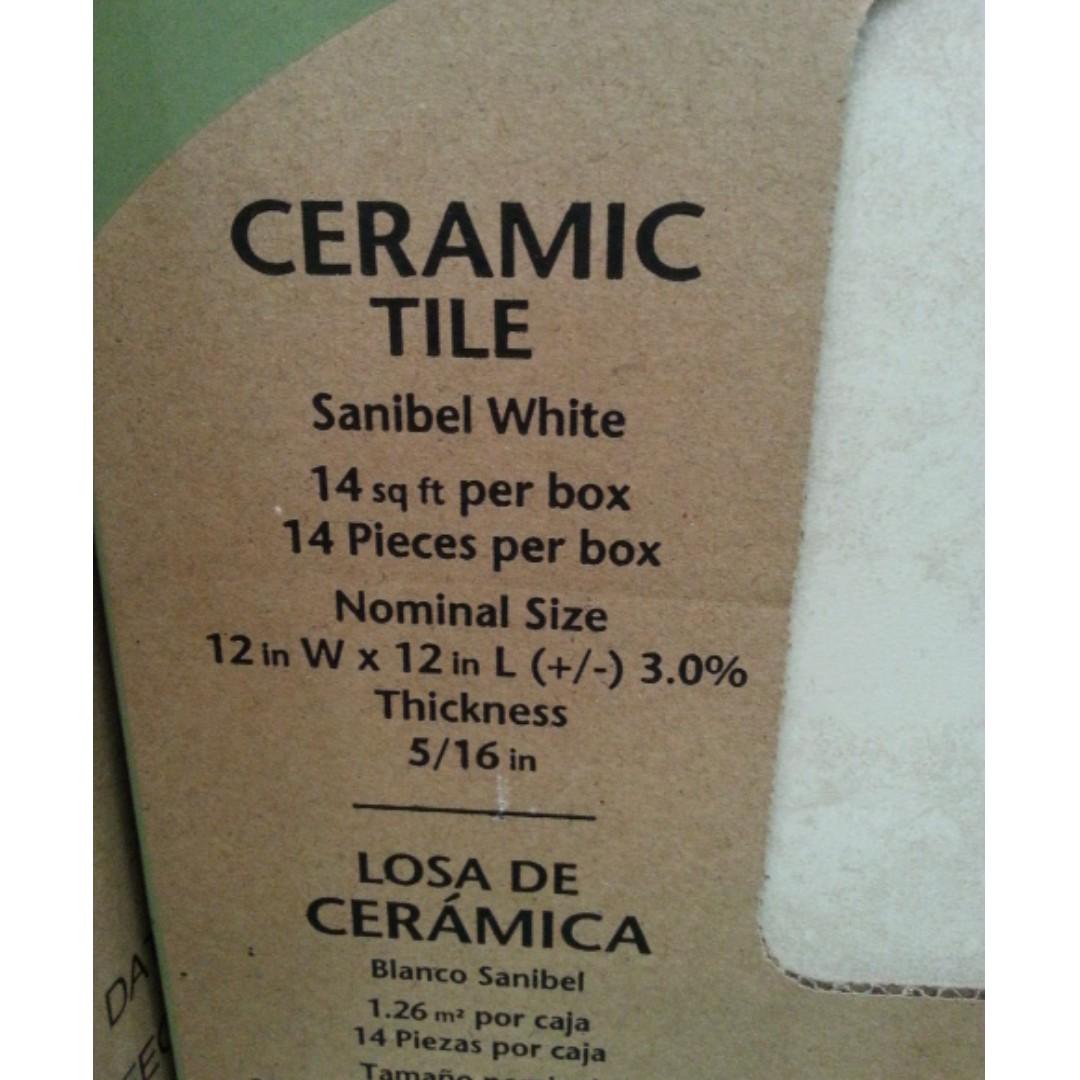 CERAMIC
TILE
Sanibel White
14 sq ft per box
14 Pieces per box
Nominal Size
12 in W x 12 in L (+/-) 3.0%
Thickness
5/16 in
LOSA DE
CERÁMICA
Blanco Sanibel
1.26 m² por caja
14 Piezas por caja
Tamaño